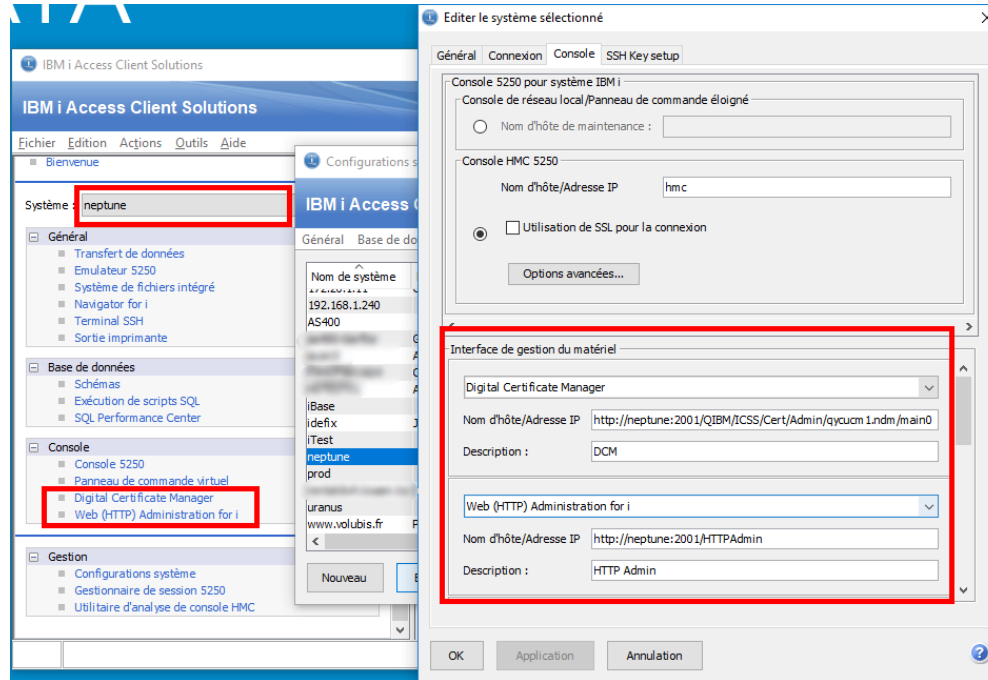 IBM i Access Client Solutions
IBM i Access Client Solutions
Fichier Edition Actions Outils Aide
Bienvenue
Système : neptune
Général
Transfert de données
Emulateur 5250
Système de fichiers intégré
Navigator for i
Terminal SSH
Sortie imprimante
Base de données
Schémas
Exécution de scripts SQL
SQL Performance Center
Console
Console 5250
Panneau de commande virtuel
Digital Certificate Manager
Web (HTTP) Administration for i
Gestion
Configurations système
Gestionnaire de session 5250
Utilitaire d'analyse de console HMC
Configurations s
IBM i Access
Général Base de do
Nom de système
192.168.1.240
AS400
iBase
idefix
iTest
neptune
prod
uranus
www.volubis.fr
Nouveau
Editer le système sélectionné
Général Connexion Console SSH Key setup
Console 5250 pour système IBM i
Console de réseau local/Panneau de commande éloigné
Nom d'hôte de maintenance :
Console HMC 5250
Nom d'hôte/Adresse IP hmc
Utilisation de SSL pour la connexion
Options avancées...
Interface de gestion du matériel
Digital Certificate Manager
Nom d'hôte/Adresse IP http://neptune:2001/QIBM/ICSS/Cert/Admin/qycucm1.ndm/main0
Description : DCM
Web (HTTP) Administration for i
Nom d'hôte/Adresse IP http://neptune:2001/HTTPAdmin
Description : HTTP Admin
OK Application Annulation